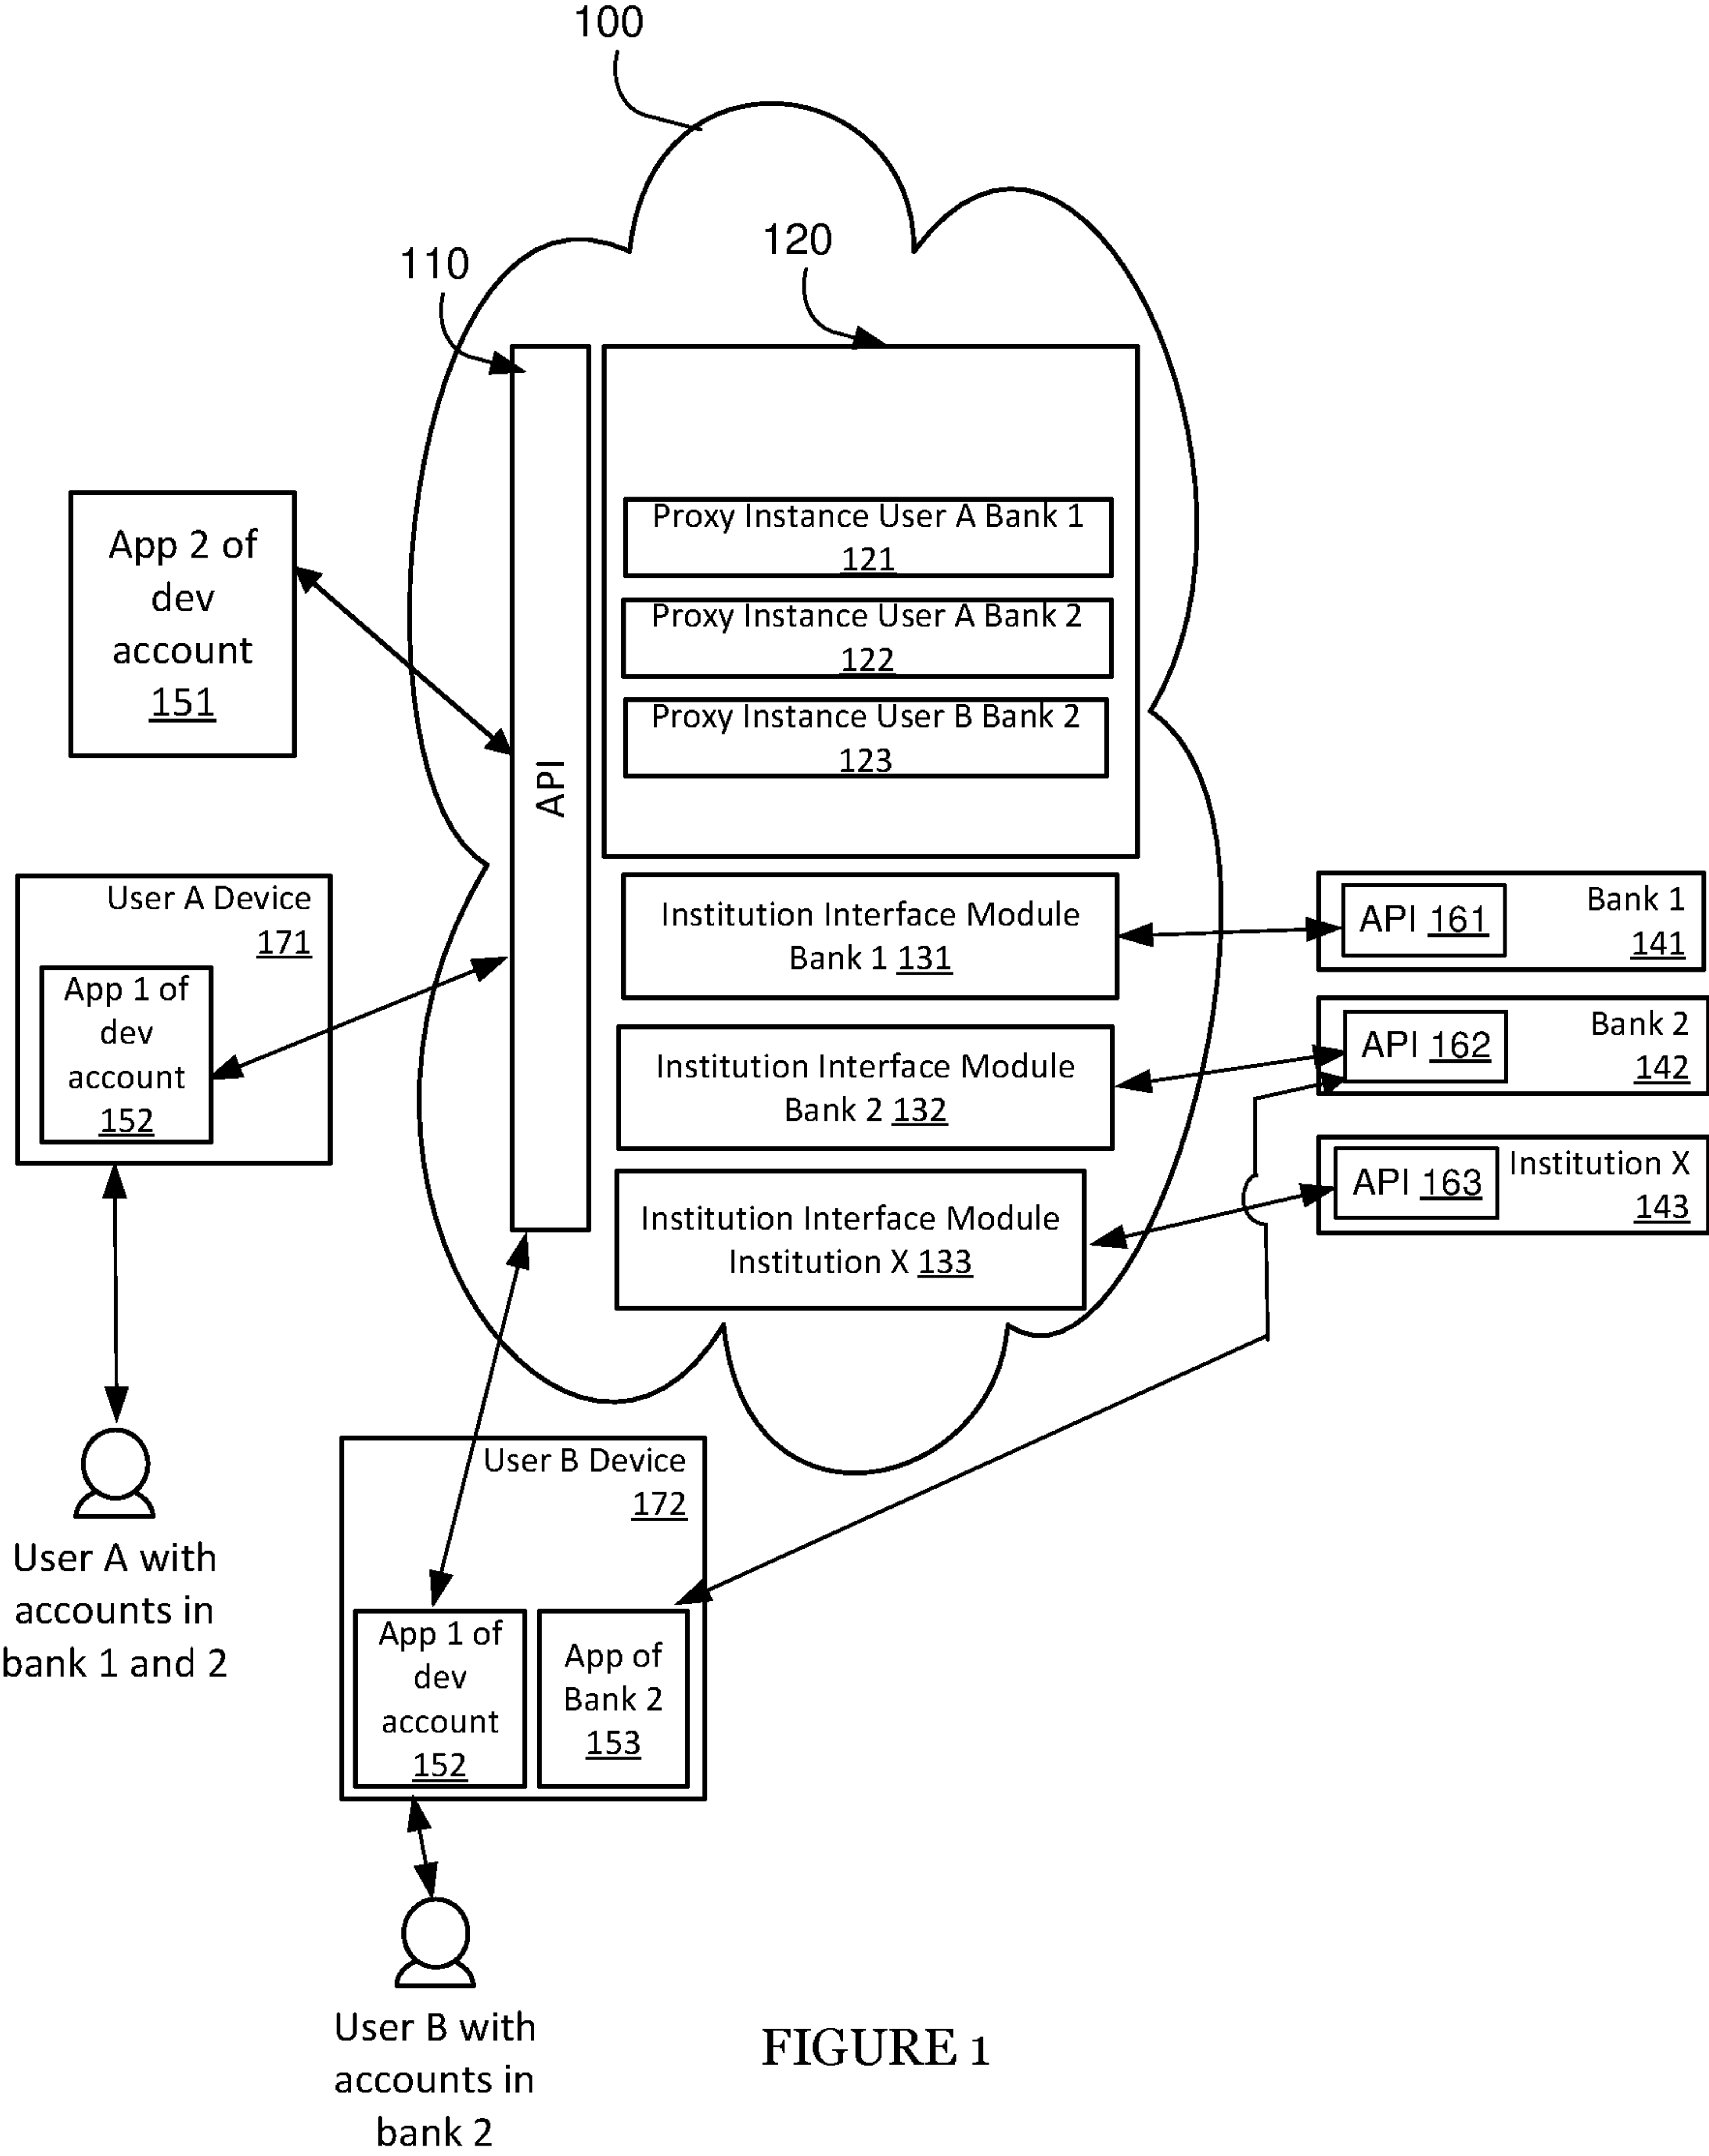 100
120
110
Proxy Instance User A Bank 1
121
Proxy Instance User A Bank 2
122
Proxy Instance User B Bank 2
123
API
App 2 of
dev
account
151
User A Device
171
App 1 of
dev
account
152
Institution Interface Module
Bank 1 131
Institution Interface Module
Bank 2 132
Institution Interface Module
Institution X 133
API 161
Bank 1
141
API 162
Bank 2
142
API 163
Institution X
143
User A with
accounts in
bank 1 and 2
User B Device
172
App 1 of
dev
account
152
App of
Bank 2
153
User B with
accounts in
bank 2
FIGURE 1